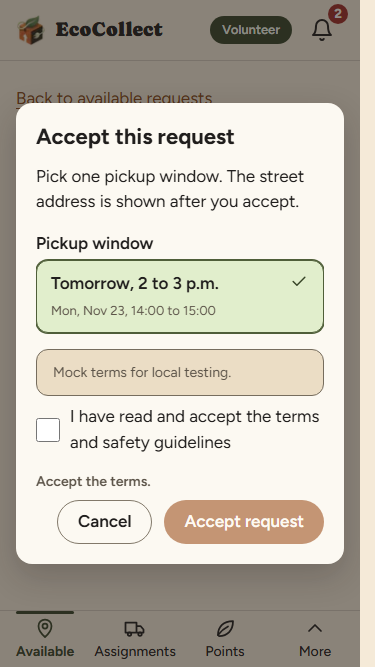 EcoCollect
Volunteer
2
Back to available requests
Accept this request
Pick one pickup window. The street
address is shown after you accept.
Pickup window
Tomorrow, 2 to 3 p.m.
Mon, Nov 23, 14:00 to 15:00
Mock terms for local testing.
I have read and accept the terms
and safety guidelines
Accept the terms.
Cancel
Accept request
Available
Assignments
Points
More